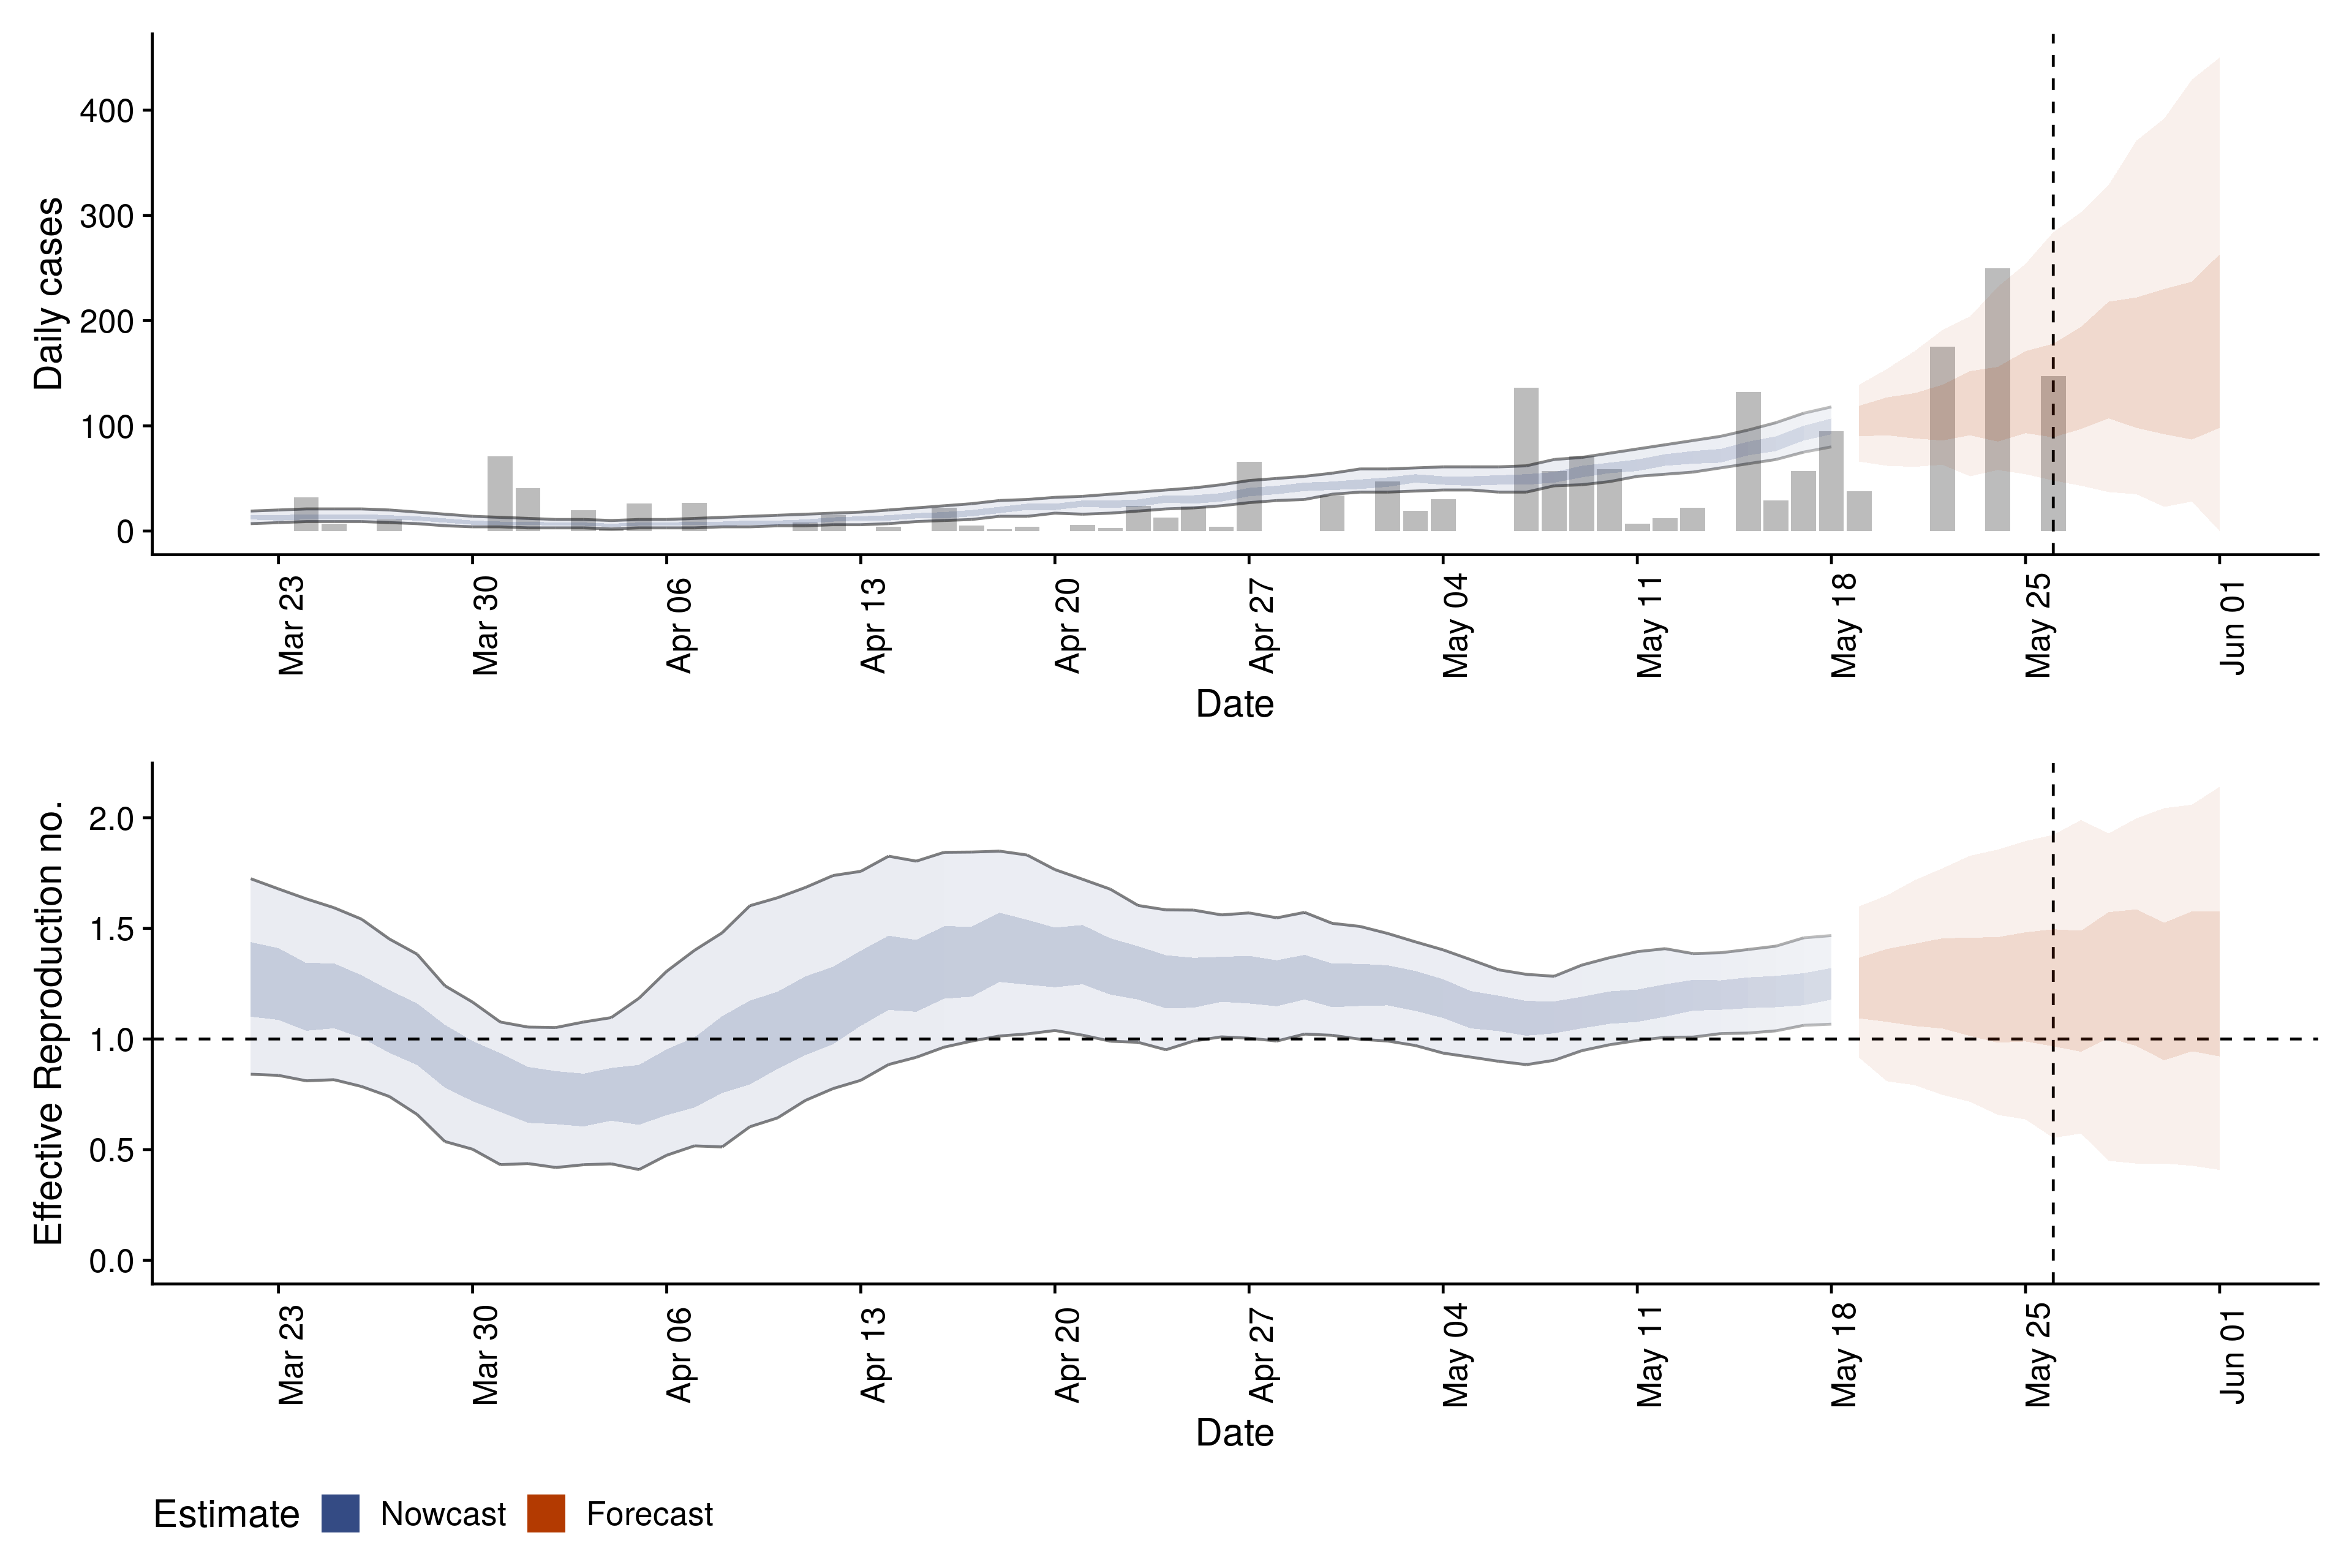 Daily cases
400
300
200
100
0
Mar 23
Mar 30
Apr 06
Apr 13
Apr 20
Apr 27
May 04
May 11
May 18
May 25
Jun 01
Date
Effective Reproduction no.
2.0
1.5
1.0
0.5
0.0
Mar 23
Mar 30
Apr 06
Apr 13
Apr 20
Apr 27
May 04
May 11
May 18
May 25
Jun 01
Date
Estimate Nowcast Forecast